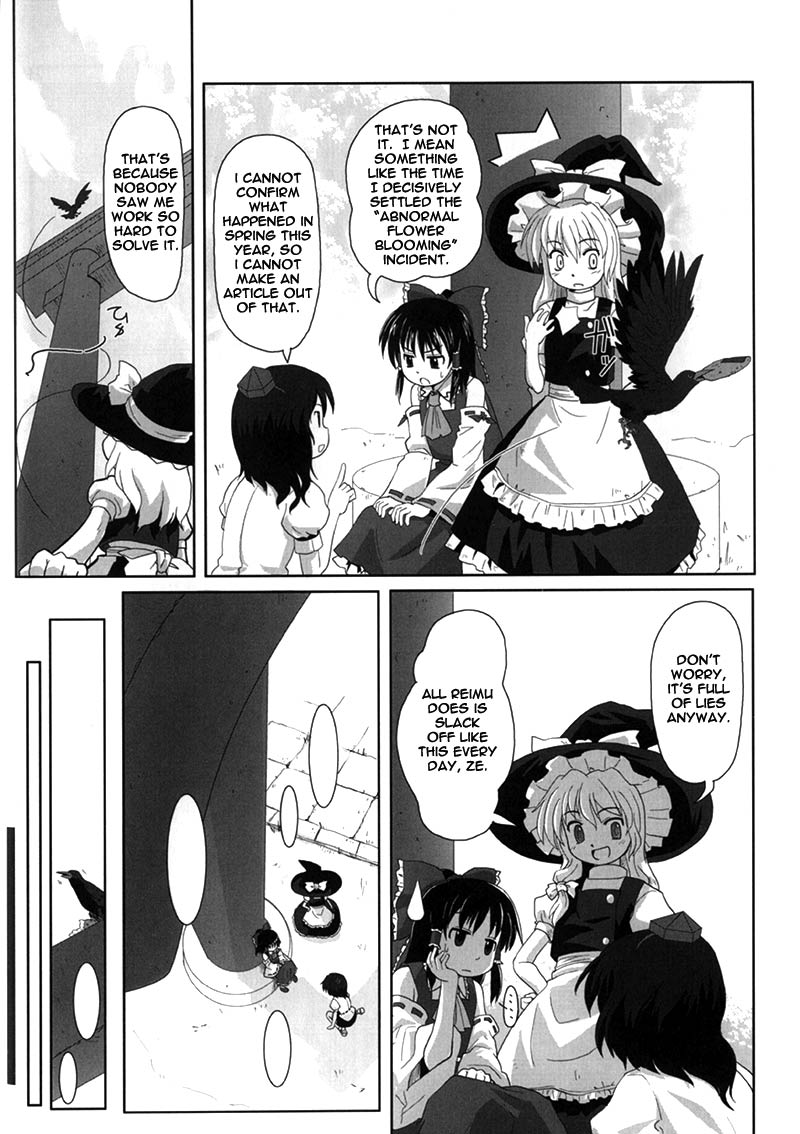 THAT'S NOT
IT. I MEAN
SOMETHING
LIKE THE TIME
I DECISIVELY
SETTLED THE
"ABNORMAL
FLOWER
BLOOMING"
INCIDENT.
I CANNOT
CONFIRM
WHAT
HAPPENED IN
SPRING THIS
YEAR, SO
I CANNOT
MAKE AN
ARTICLE OUT
OF THAT.
ガッ
THAT'S
BECAUSE
NOBODY
SAW ME
WORK SO
HARD TO
SOLVE IT.
DON'T
WORRY,
IT'S FULL
OF LIES
ANYWAY.
ALL REIMU
DOES IS
SLACK
OFF LIKE
THIS EVERY
DAY, ZE.
……